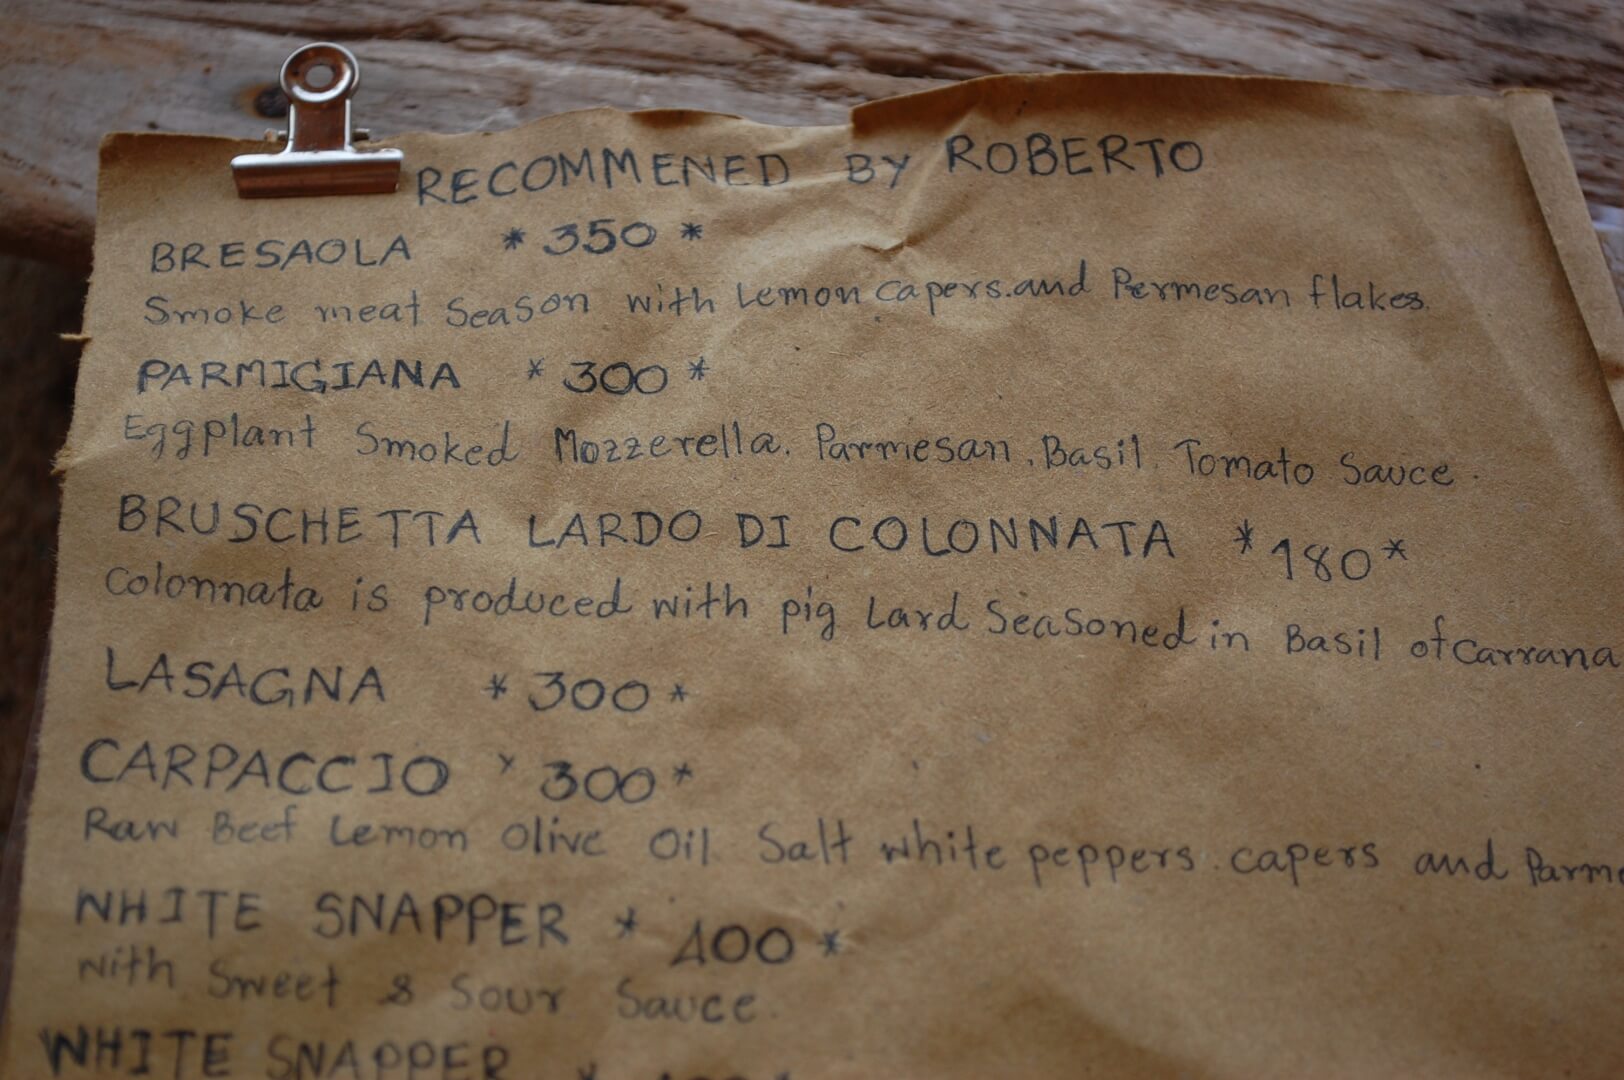 RECOMMENED BY ROBERTO
BRESAOLA *350*
Smoke meat Season with Lemon capers.and Permesan flakes.
PARMIGIANA *300*
Eggplant Smoked Mozzerella. Parmesan. Basil. Tomato Sauce.
BRUSCHETTA LARDO DI COLONNATA *180*
Colonnata is produced with pig Lard Seasoned in Basil of Carrana
LASAGNA *300*
CARPACCIO *300*
Raw Beef Lemon Olive Oil Salt white peppers. capers and Parme
WHITE SNAPPER *400*
with Sweet & Sour Sauce.
WHITE SNAPPER